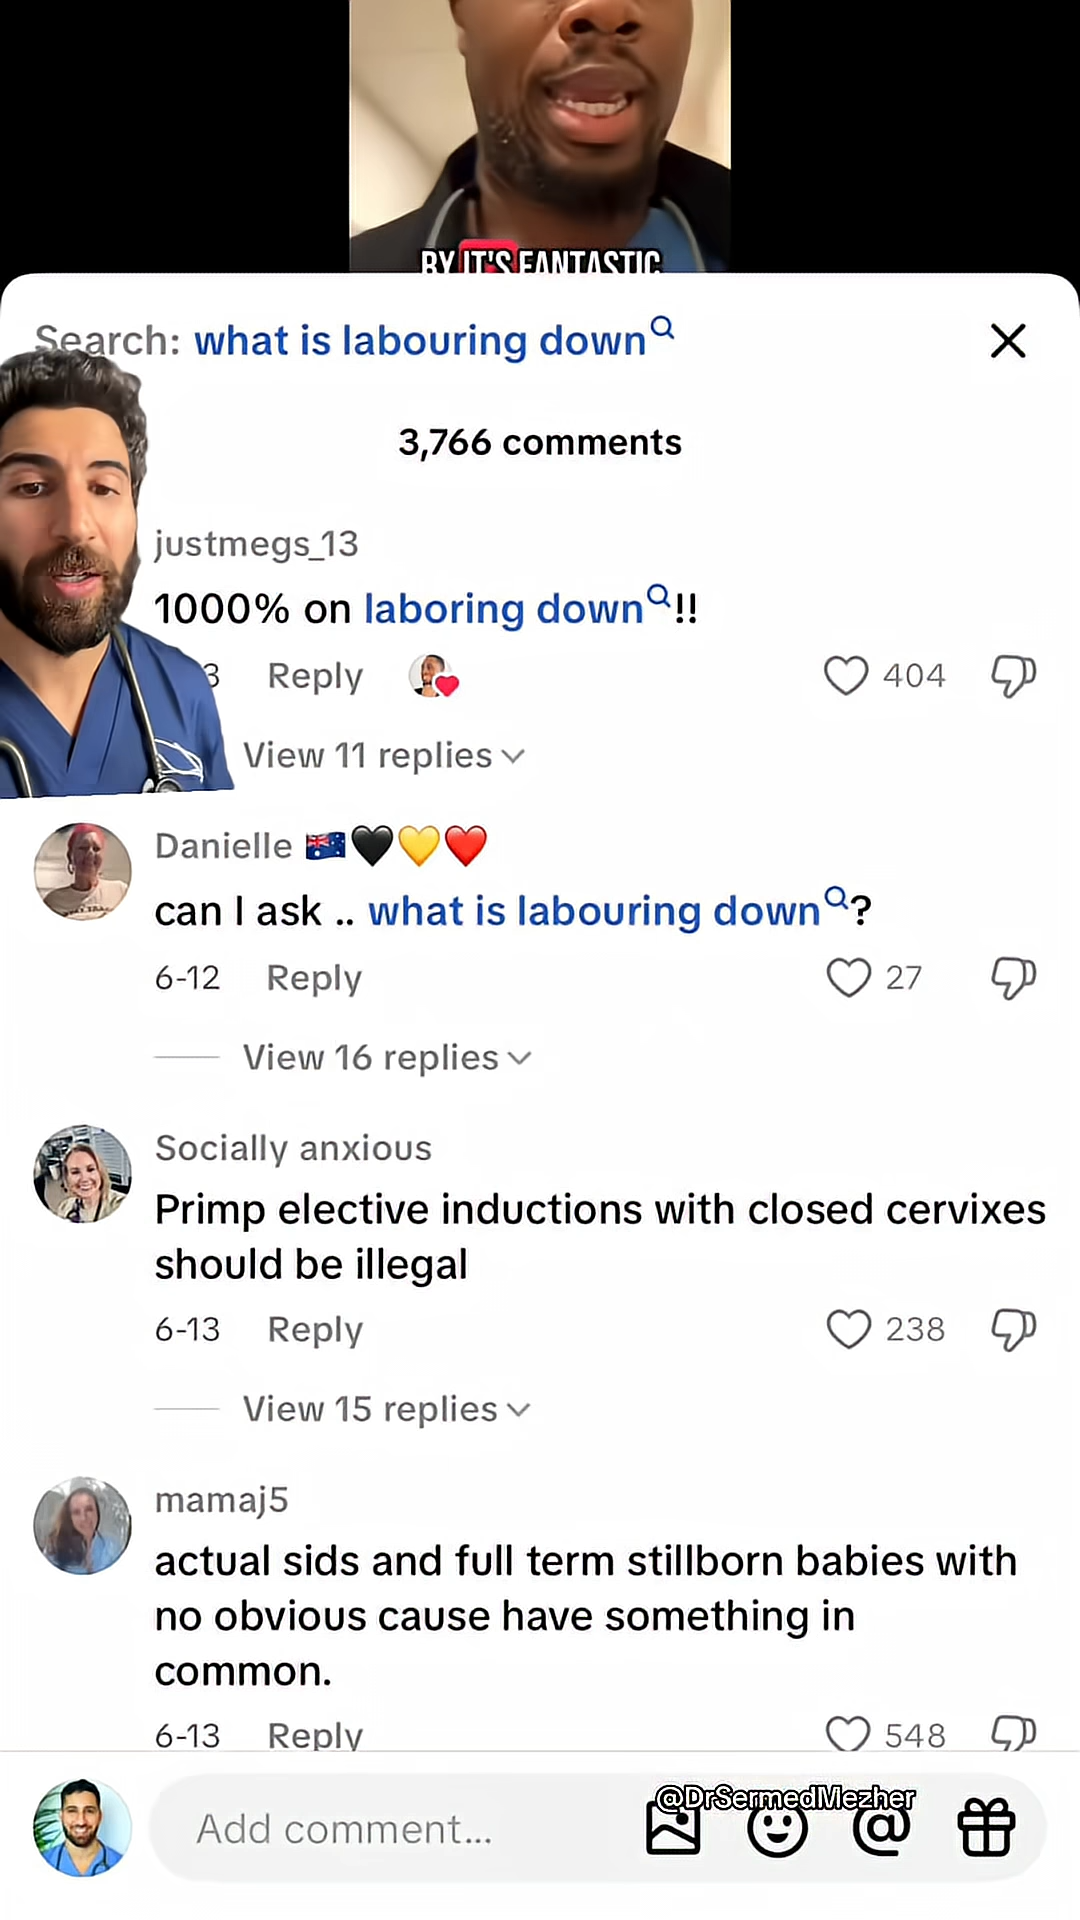 BY IT'S FANTASTIC
Search: what is labouring down
3,766 comments
justmegs_13
1000% on laboring down!!
3 Reply
404
View 11 replies
Danielle 🇦🇺🖤💛❤️
can I ask .. what is labouring down?
6-12 Reply
27
View 16 replies
Socially anxious
Primp elective inductions with closed cervixes
should be illegal
6-13 Reply
238
View 15 replies
mamaj5
actual sids and full term stillborn babies with
no obvious cause have something in
common.
6-13 Reply
548
@DrSermedMezher
Add comment...